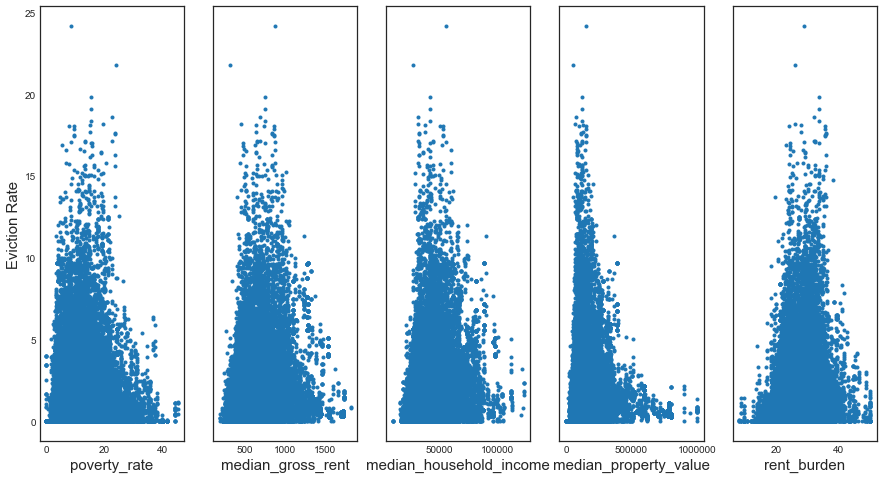 25
20
15
10
5
0
Eviction Rate
0 20 40
poverty_rate
500 1000 1500
median_gross_rent
50000 100000
median_household_income
0 500000 1000000
median_property_value
20 40
rent_burden